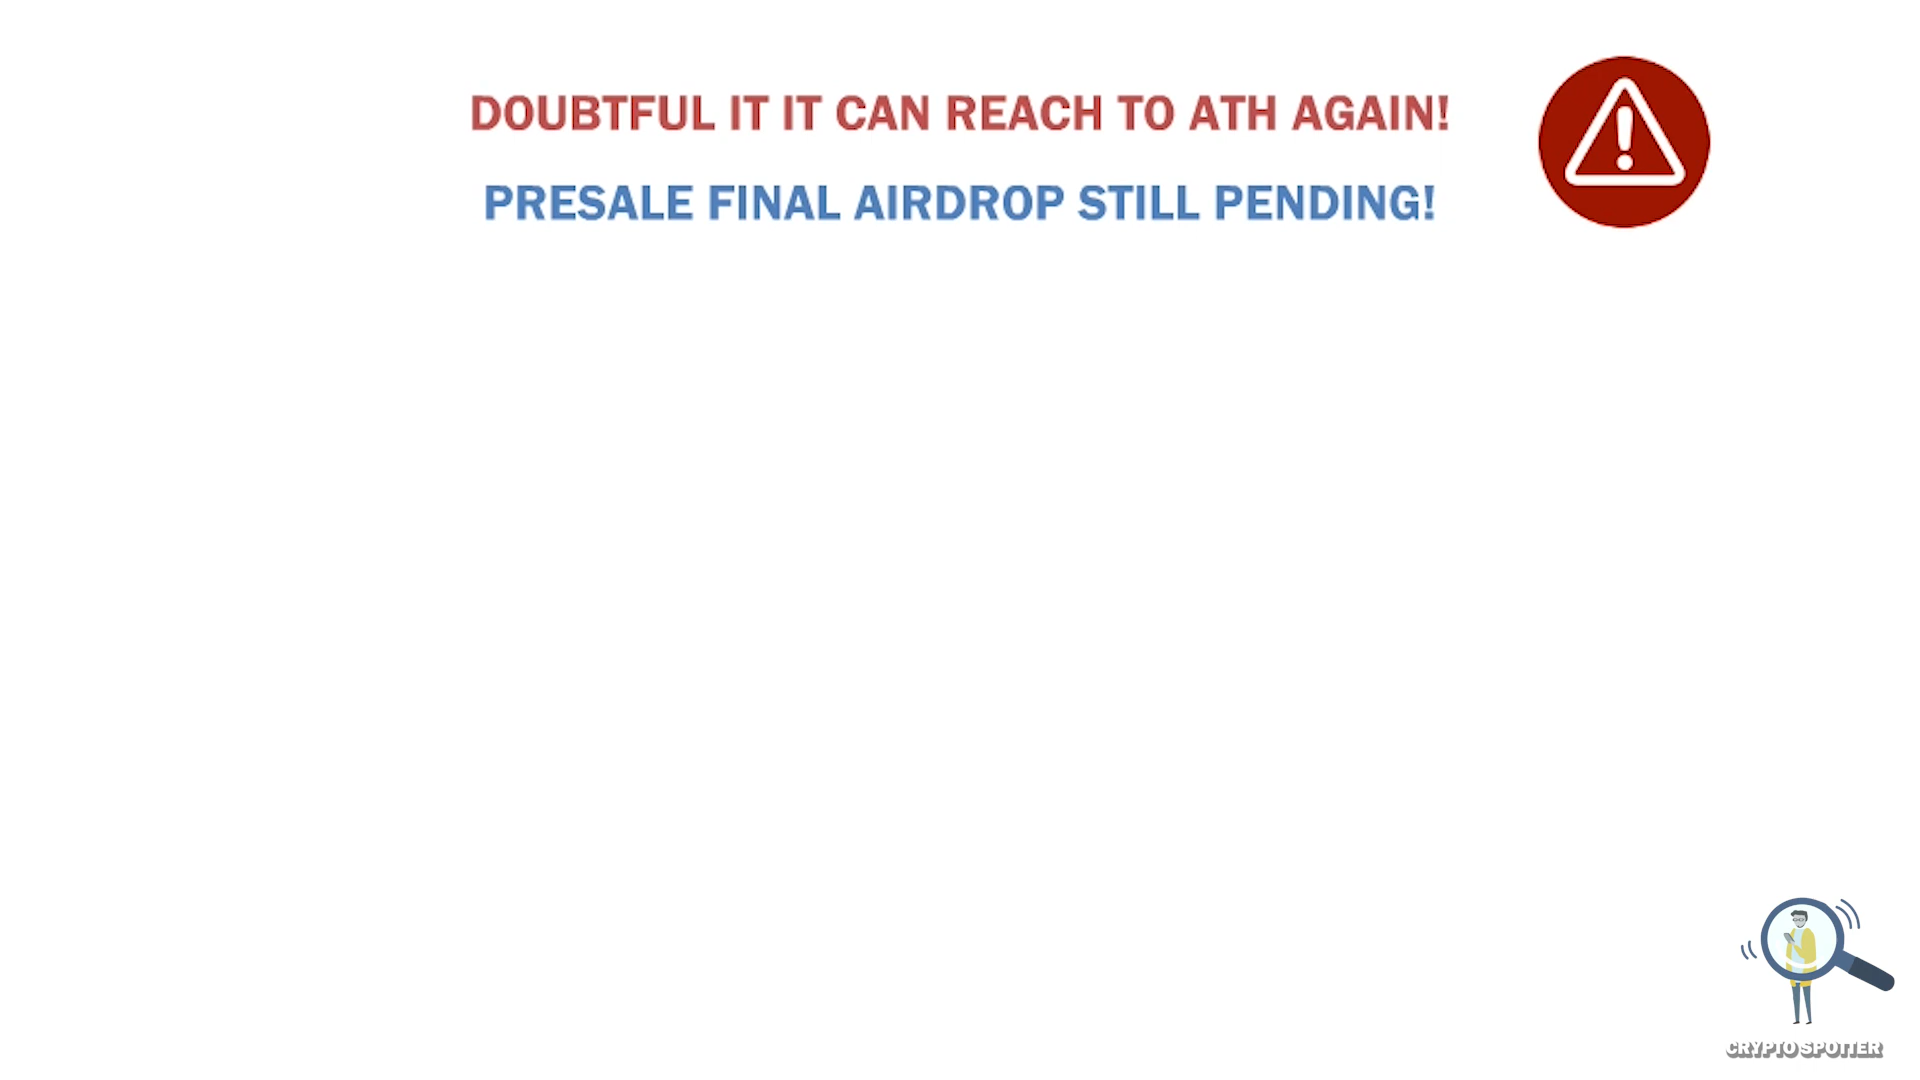 DOUBTFUL IT IT CAN REACH TO ATH AGAIN!
PRESALE FINAL AIRDROP STILL PENDING!
CRYPTO SPOTTER